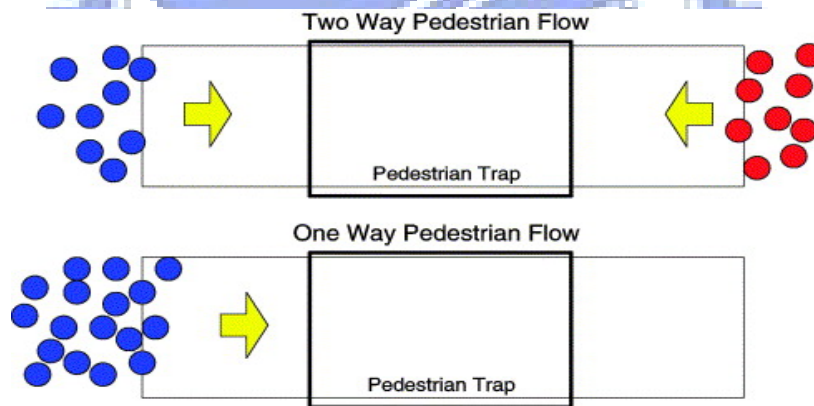 Two Way Pedestrian Flow
Pedestrian Trap
One Way Pedestrian Flow
Pedestrian Trap